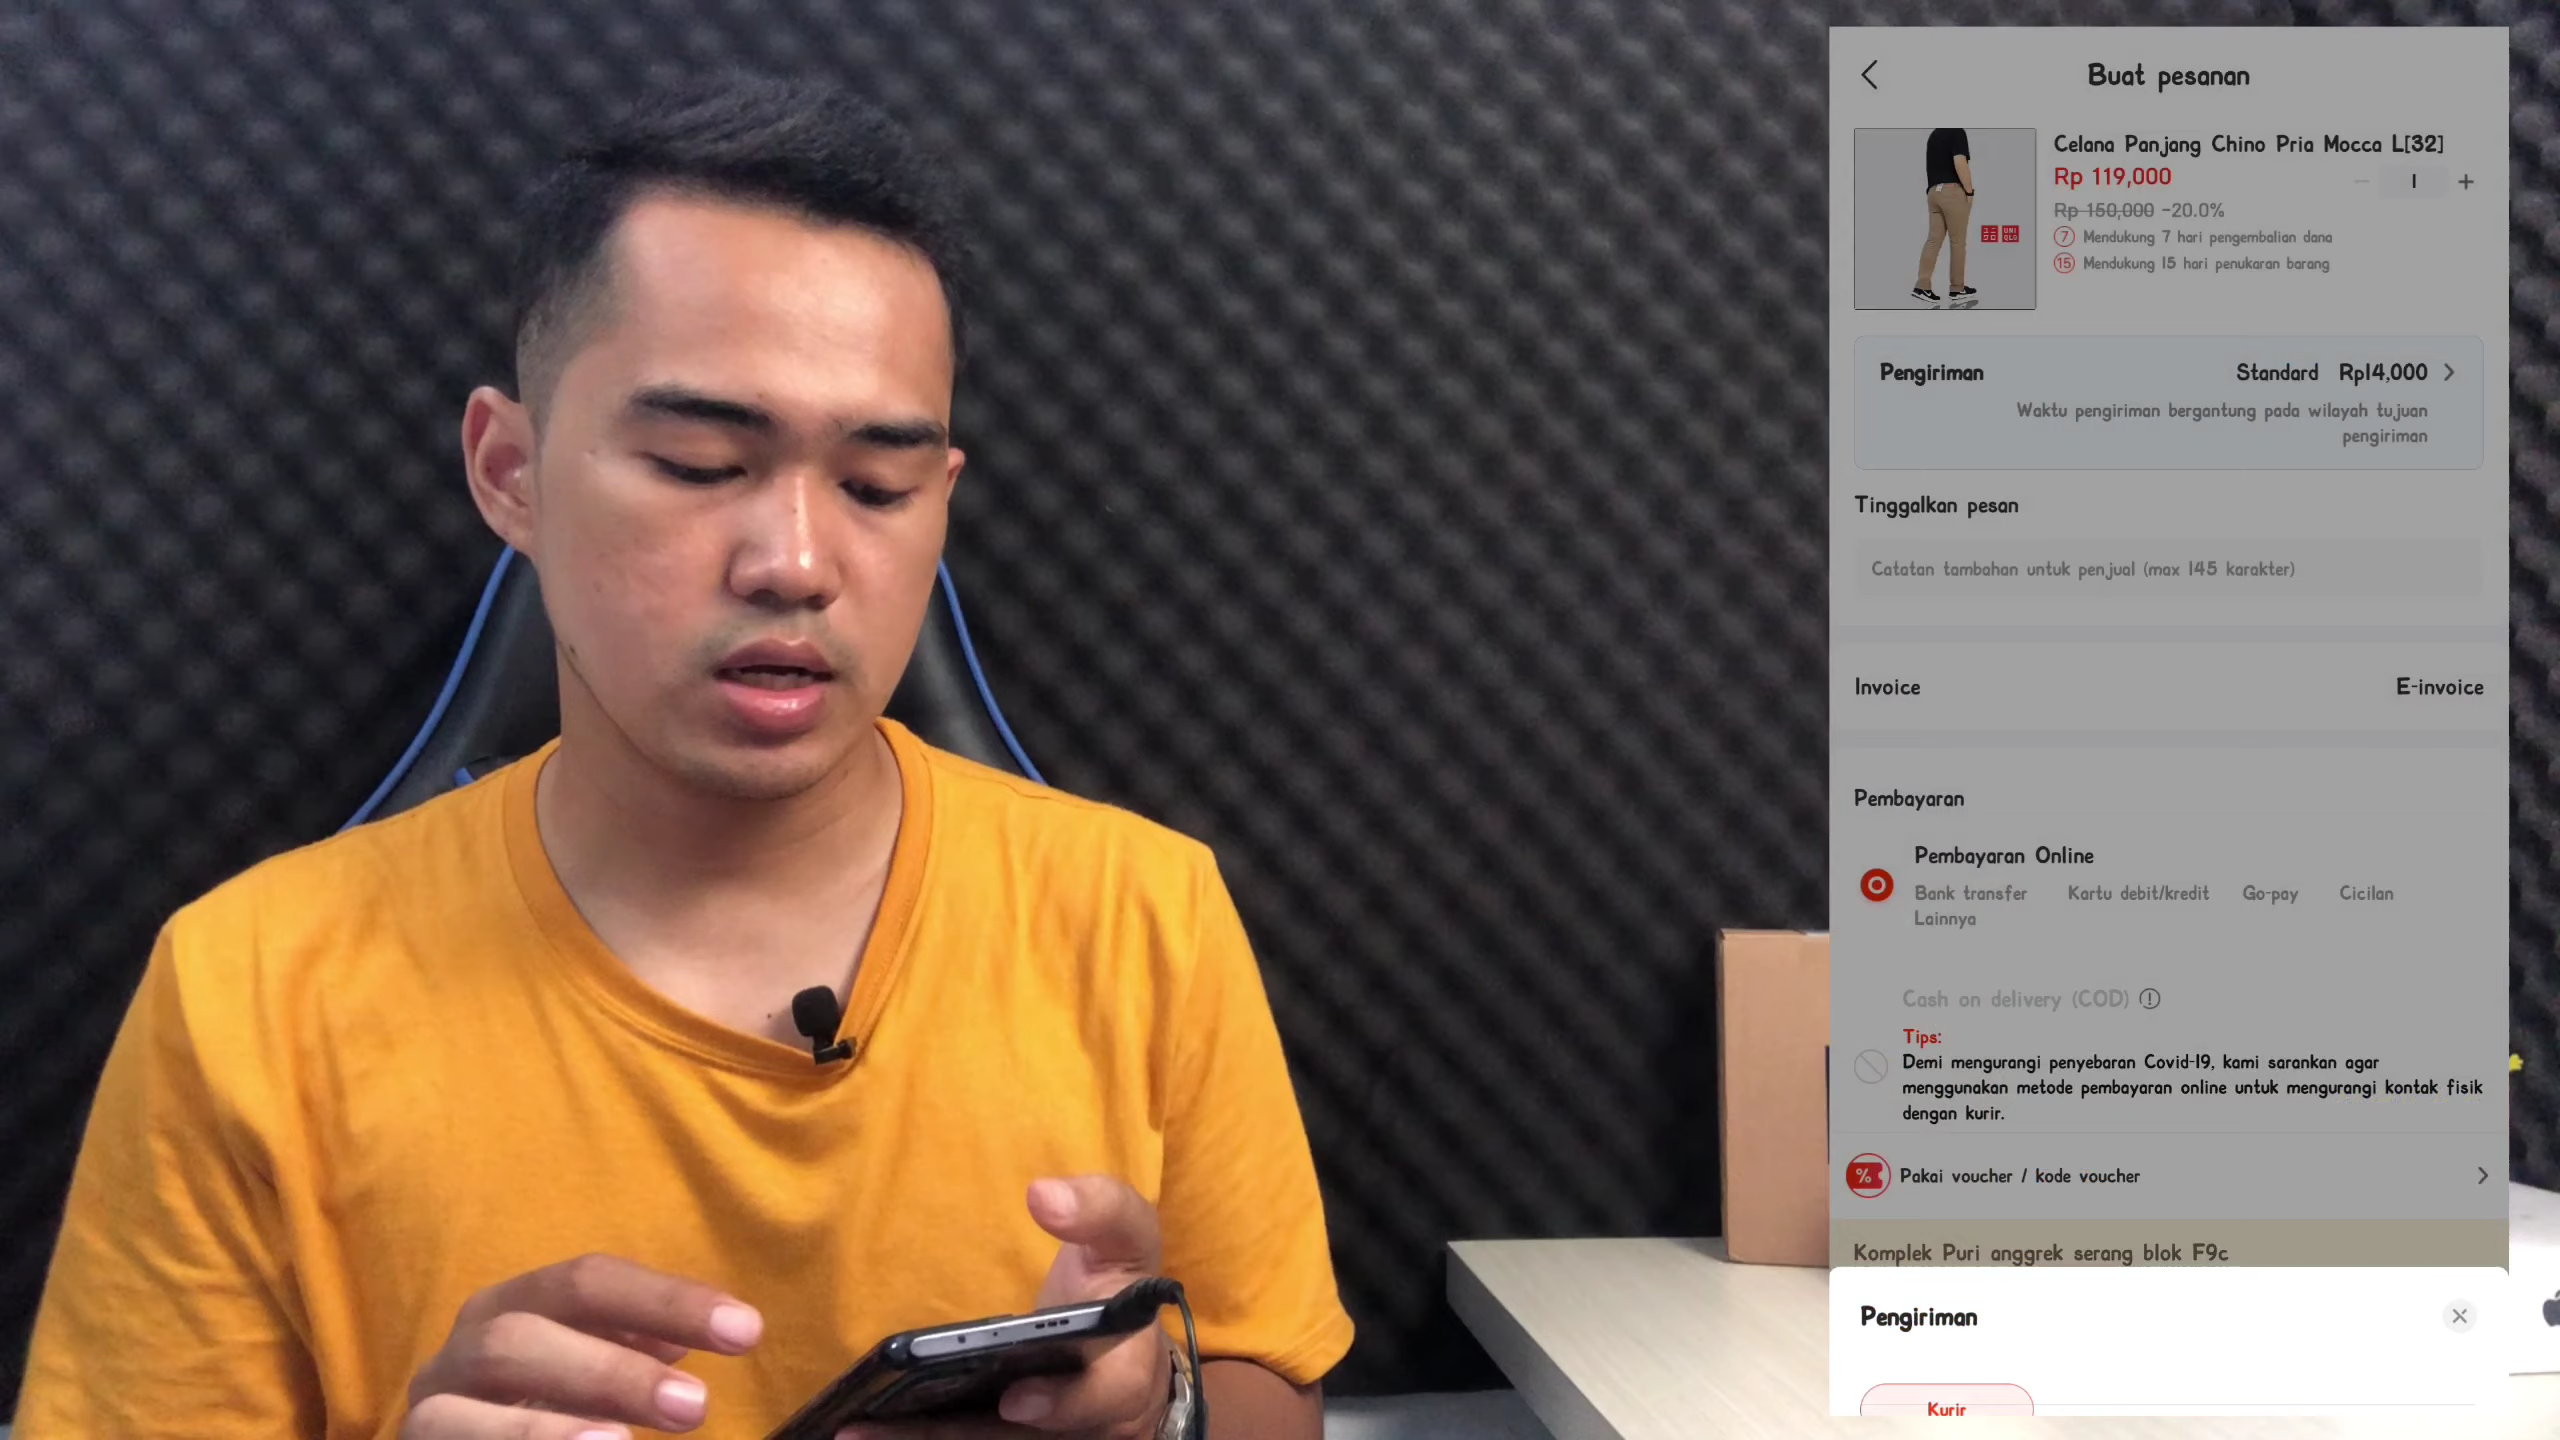 Buat pesanan
Celana Panjang Chino Pria Mocca L[32]
Rp 119,000
1
Rp 150,000 -20.0%
UNI
QLO
7 Mendukung 7 hari pengembalian dana
15 Mendukung 15 hari penukaran barang
Pengiriman Standard Rp14,000
Waktu pengiriman bergantung pada wilayah tujuan
pengiriman
Tinggalkan pesan
Catatan tambahan untuk penjual (max 145 karakter)
Invoice E-invoice
Pembayaran
Pembayaran Online
Bank transfer Kartu debit/kredit Go-pay Cicilan
Lainnya
Cash on delivery (COD)
Tips:
Demi mengurangi penyebaran Covid-19, kami sarankan agar
menggunakan metode pembayaran online untuk mengurangi kontak fisik
dengan kurir.
% Pakai voucher / kode voucher
Komplek Puri anggrek serang blok F9c
Pengiriman
Kurir